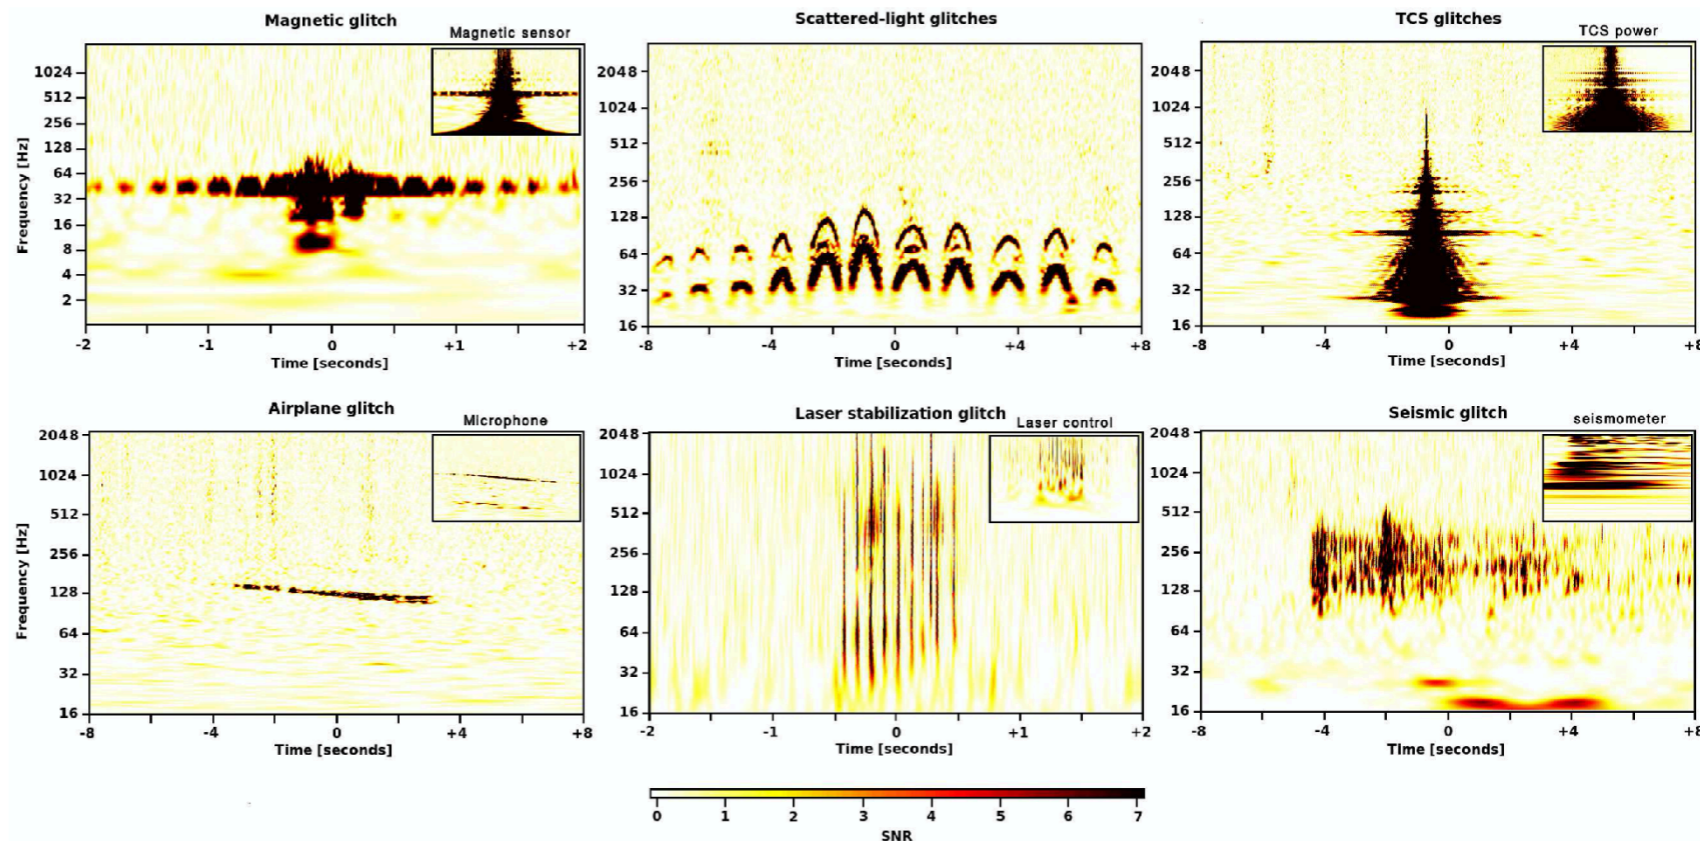 Magnetic glitch
Magnetic sensor
1024
512
256
128
64
32
16
8
4
2
Frequency [Hz]
-2 -1 0 +1 +2
Time [seconds]
Scattered-light glitches
2048
1024
512
256
128
64
32
16
-8 -4 0 +4 +8
Time [seconds]
TCS glitches
TCS power
2048
1024
512
256
128
64
32
16
-8 -4 0 +4 +8
Time [seconds]
Airplane glitch
Microphone
2048
1024
512
256
128
64
32
16
Frequency [Hz]
-8 -4 0 +4 +8
Time [seconds]
Laser stabilization glitch
Laser control
2048
1024
512
256
128
64
32
16
-2 -1 0 +1 +2
Time [seconds]
Seismic glitch
seismometer
2048
1024
512
256
128
64
32
16
-8 -4 0 +4 +8
Time [seconds]
0 1 2 3 4 5 6 7
SNR